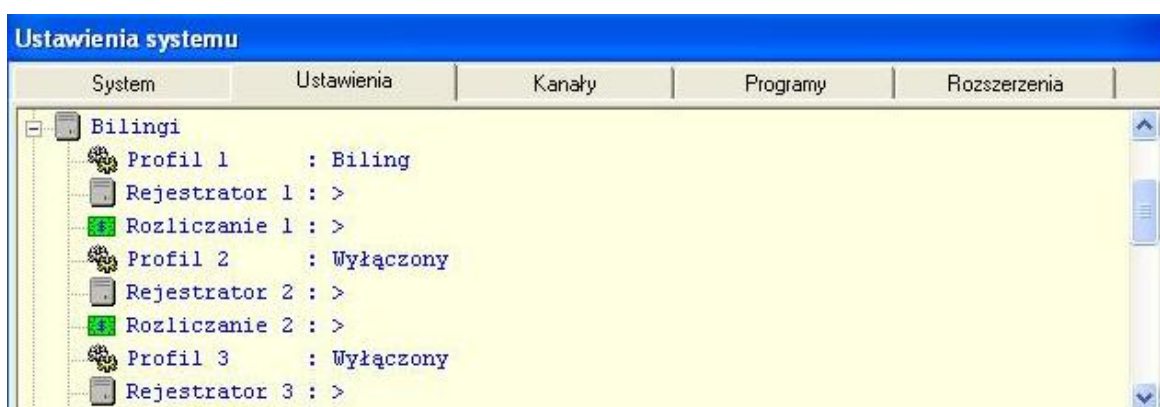 Ustawienia systemu
System Ustawienia Kanały Programy Rozszerzenia
Bilingi
Profil 1 : Biling
Rejestrator 1 : >
Rozliczanie 1 : >
Profil 2 : Wyłączony
Rejestrator 2 : >
Rozliczanie 2 : >
Profil 3 : Wyłączony
Rejestrator 3 : >